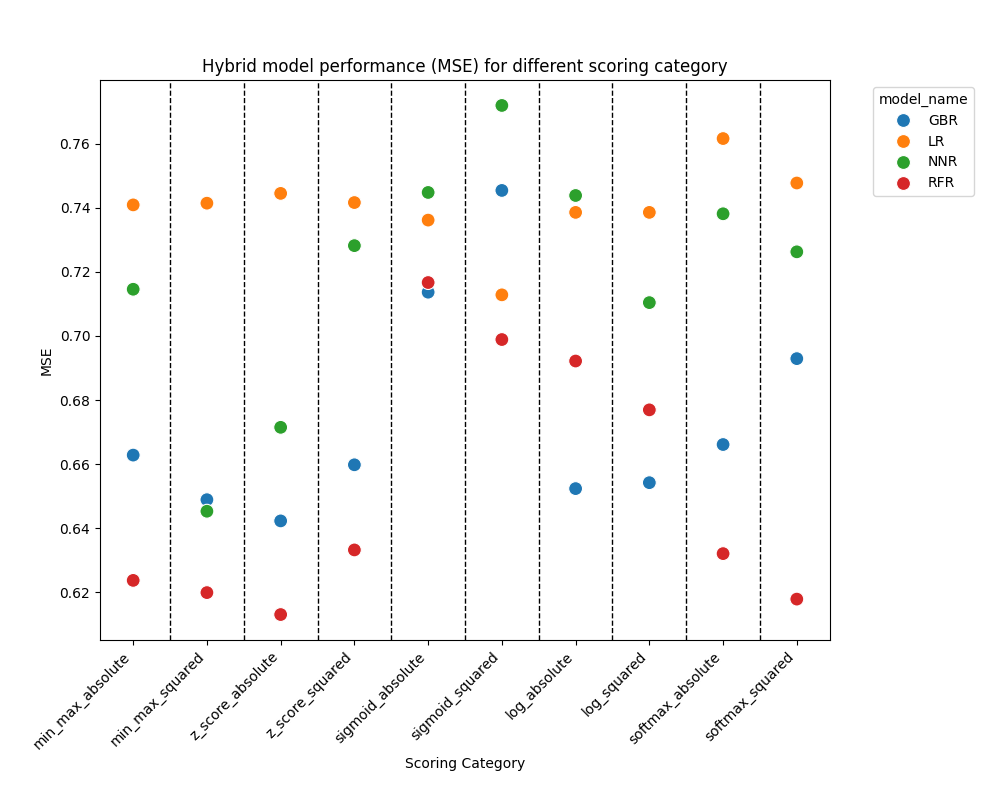 Hybrid model performance (MSE) for different scoring category
model_name
GBR
LR
NNR
RFR
MSE
0.76
0.74
0.72
0.70
0.68
0.66
0.64
0.62
min_max_absolute
min_max_squared
z_score_absolute
z_score_squared
sigmoid_absolute
sigmoid_squared
log_absolute
log_squared
softmax_absolute
softmax_squared
Scoring Category